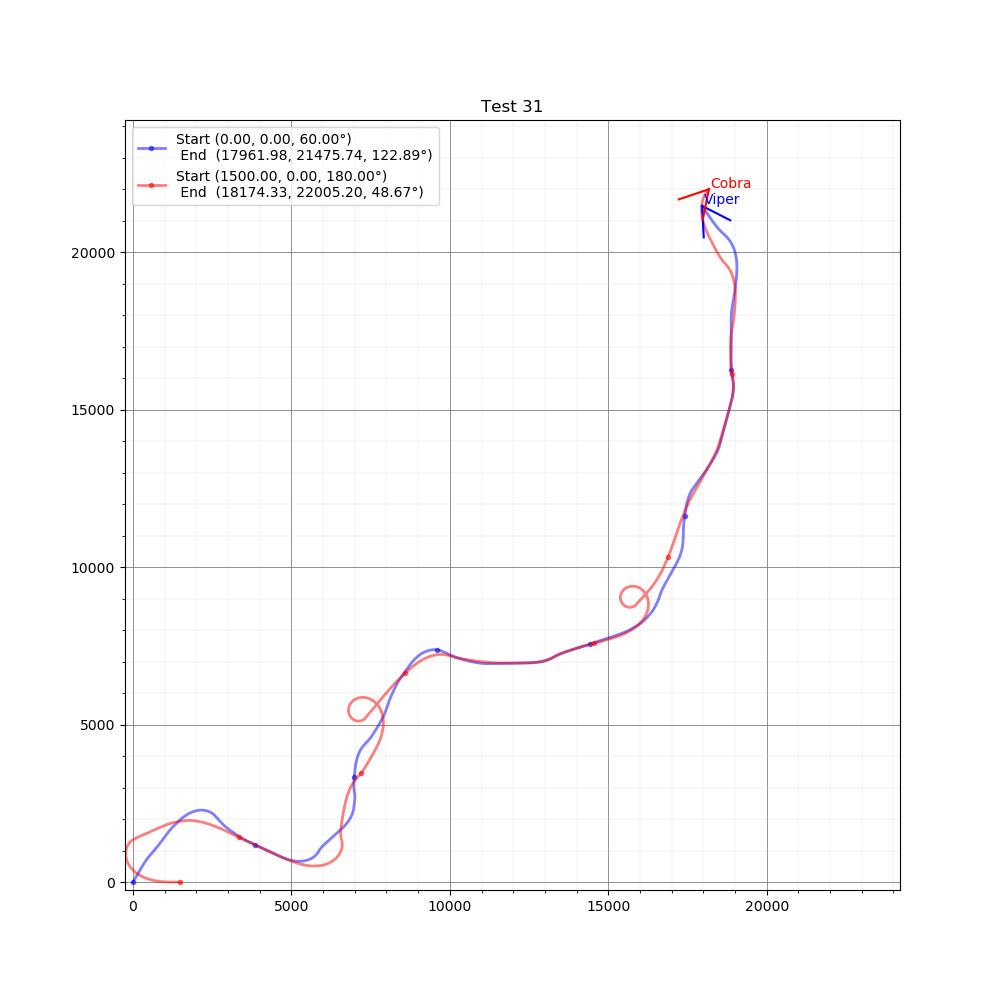 Test 31
Start (0.00, 0.00, 60.00°)
End  (17961.98, 21475.74, 122.89°)
Start (1500.00, 0.00, 180.00°)
End  (18174.33, 22005.20, 48.67°)
Cobra
Viper
20000
15000
10000
5000
0
0 5000 10000 15000 20000